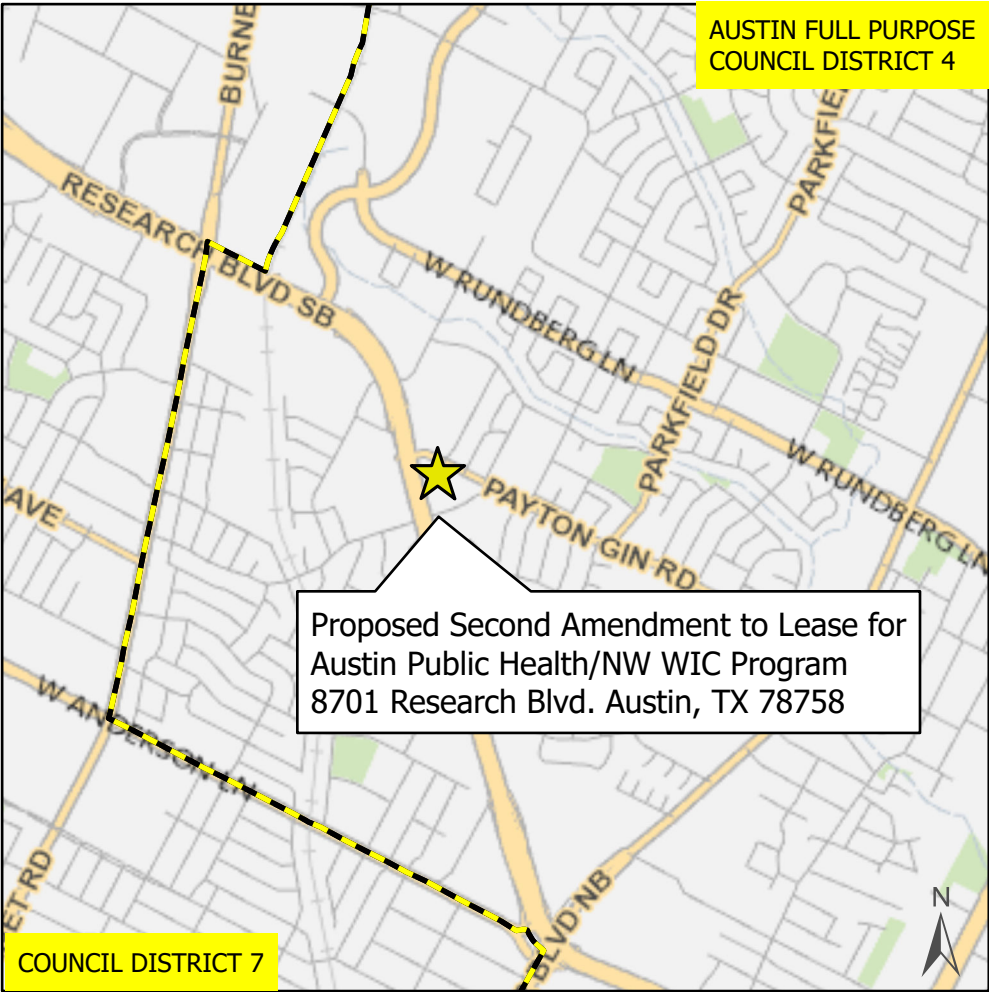 AUSTIN FULL PURPOSE
COUNCIL DISTRICT 4
BURNE
PARKFIE
RESEARCH BLVD SB
W RUNDBERG LN
PARKFIELD DR
W RUNDBERG LN
AVE
PAYTON GIN RD
Proposed Second Amendment to Lease for
Austin Public Health/NW WIC Program
8701 Research Blvd. Austin, TX 78758
W ANDERSON LN
ET RD
BLVD NB
N
COUNCIL DISTRICT 7